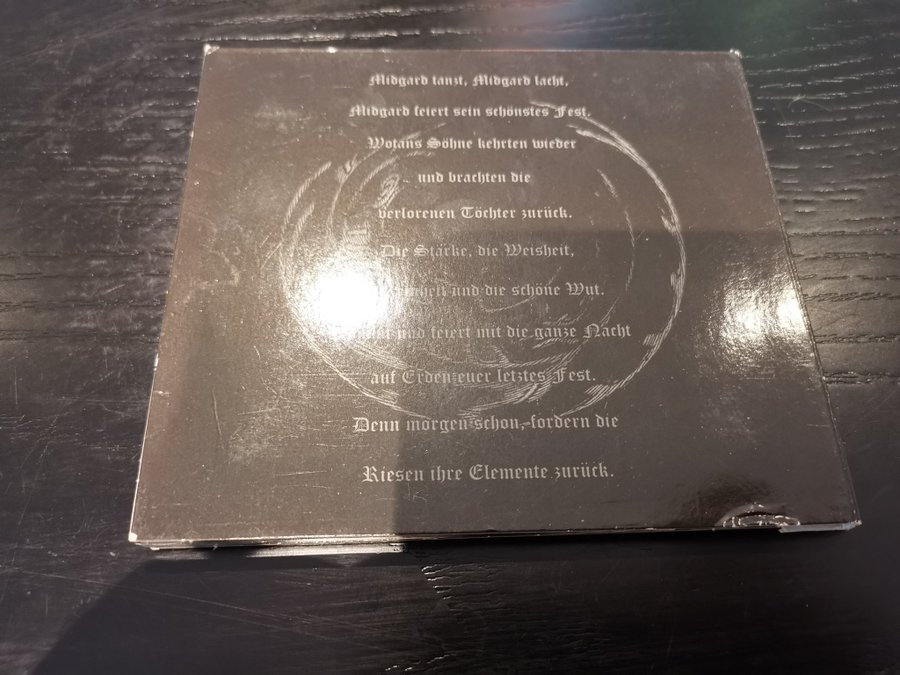 Midgard tanzt, Midgard lacht,
Midgard feiert sein schönstes Fest.
Wotans Söhne kehrten wieder
und brachten die
verlorenen Töchter zurück.
Die Stärke, die Weisheit,
und die schöne Wut.
und feiert mit die ganze Nacht
auf Erden euer letztes Fest.
Denn morgen schon, fordern die
Riesen ihre Elemente zurück.